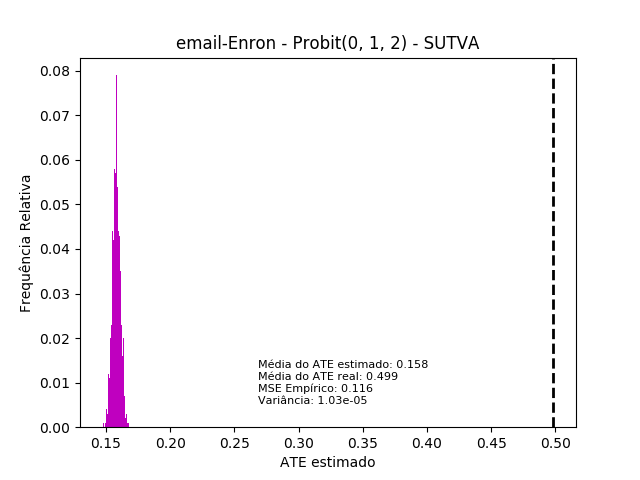 email-Enron - Probit(0, 1, 2) - SUTVA
0.08
0.07
0.06
0.05
0.04
0.03
0.02
0.01
0.00
Frequência Relativa
Média do ATE estimado: 0.158
Média do ATE real: 0.499
MSE Empírico: 0.116
Variância: 1.03e-05
0.15 0.20 0.25 0.30 0.35 0.40 0.45 0.50
ATE estimado